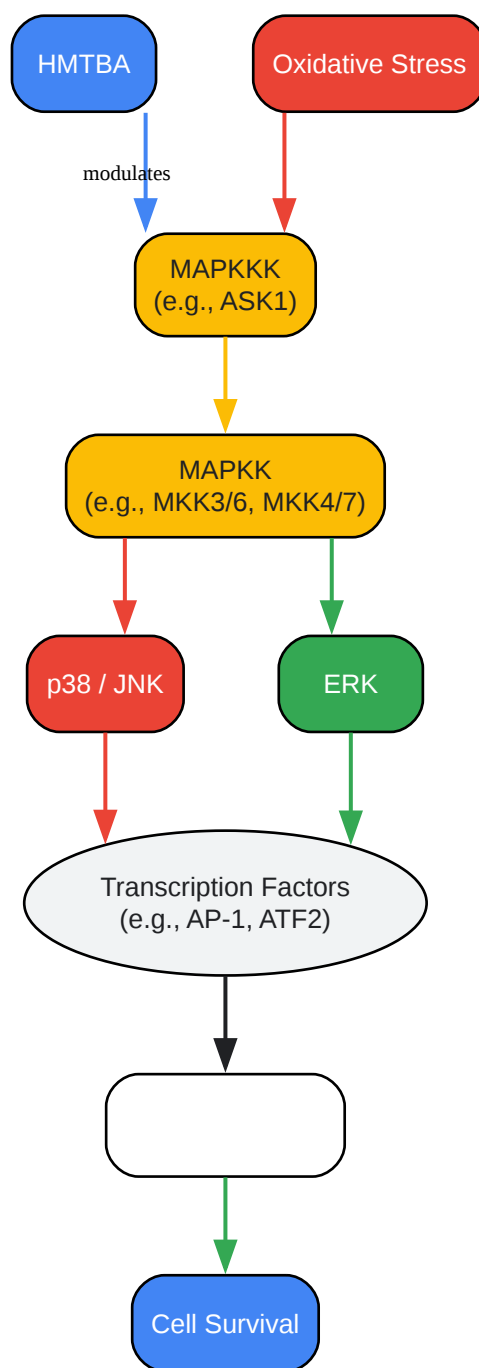 HMTBA
Oxidative Stress
modulates
MAPKKK
(e.g., ASK1)
MAPKK
(e.g., MKK3/6, MKK4/7)
p38 / JNK
ERK
Transcription Factors
(e.g., AP-1, ATF2)
Cell Survival